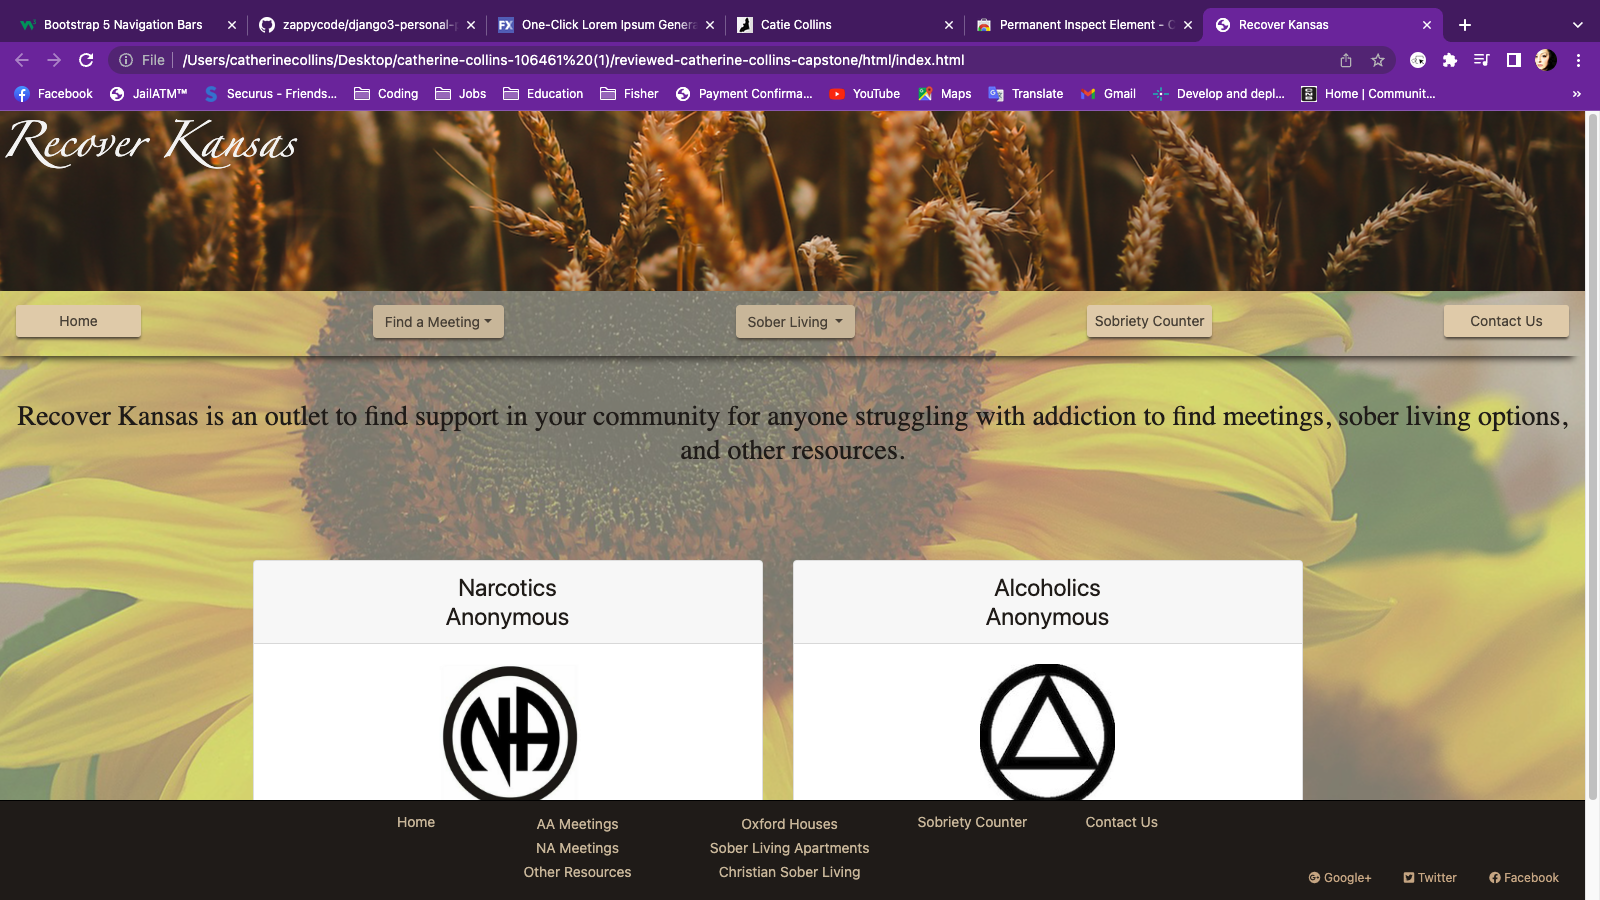 Bootstrap 5 Navigation Bars
zappycode/django3-personal-
FX One-Click Lorem Ipsum Genera
Catie Collins
Permanent Inspect Element - C
Recover Kansas
File /Users/catherinecollins/Desktop/catherine-collins-106461%20(1)/reviewed-catherine-collins-capstone/html/index.html
Facebook JailATM™ Securus - Friends... Coding Jobs Education Fisher Payment Confirma... YouTube Maps Translate Gmail Develop and depl... Home | Communit... »
Recover Kansas
Home Find a Meeting Sober Living Sobriety Counter Contact Us
Recover Kansas is an outlet to find support in your community for anyone struggling with addiction to find meetings, sober living options,
and other resources.
Narcotics
Anonymous
NA
Alcoholics
Anonymous
Home
AA Meetings
NA Meetings
Other Resources
Oxford Houses
Sober Living Apartments
Christian Sober Living
Sobriety Counter
Contact Us
Google+ Twitter Facebook